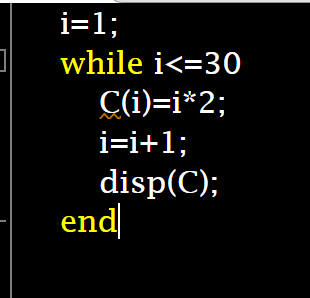 i=1;
while i<=30
C(i)=i*2;
i=i+1;
disp(C);
end